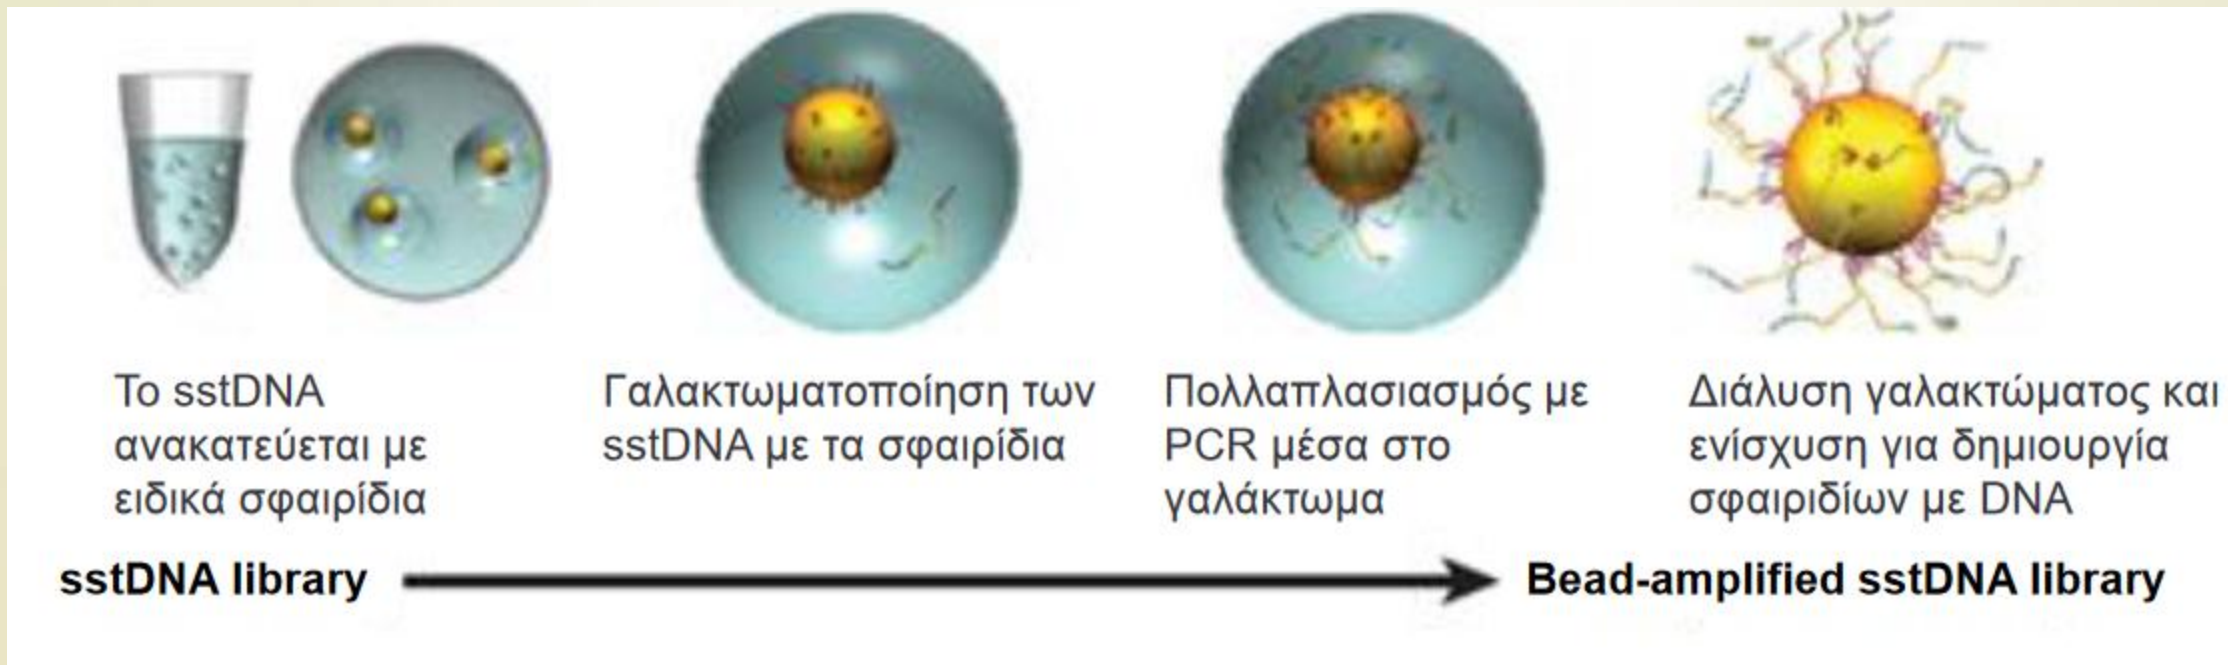 Το sstDNA
ανακατεύεται με
ειδικά σφαιρίδια
Γαλακτωματοποίηση των
sstDNA με τα σφαιρίδια
Πολλαπλασιασμός με
PCR μέσα στο
γαλάκτωμα
Διάλυση γαλακτώματος και
ενίσχυση για δημιουργία
σφαιριδίων με DNA
sstDNA library
Bead-amplified sstDNA library